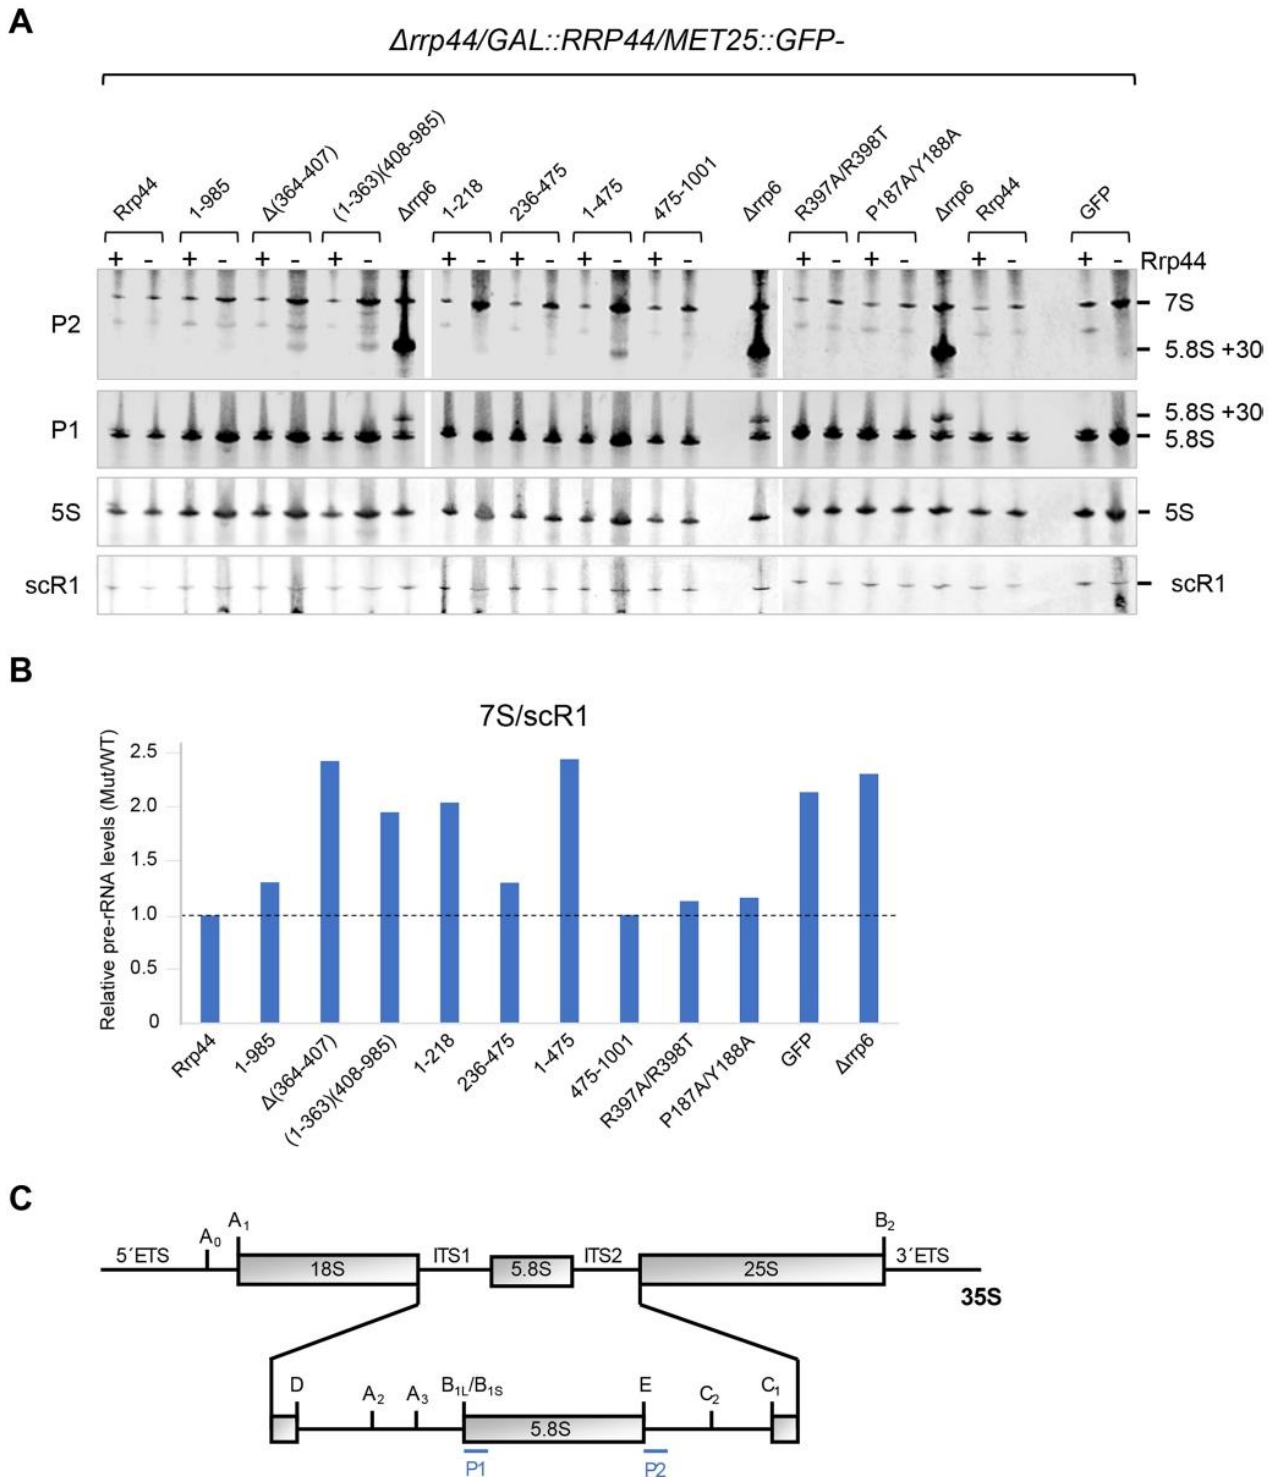 A
Δrrp44/GAL::RRP44/MET25::GFP-
Rrp44 1-985 Δ(364-407) (1-363)(408-985) Δrrp6 1-218 236-475 1-475 475-1001 Δrrp6 R397A/R398T P187A/Y188A Δrrp6 Rrp44 GFP
+ - + - + - + - + - + - + - + - + - + - + - + - Rrp44
P2 7S
5.8S +30
P1 5.8S +30
5.8S
5S 5S
scR1 scR1
B
7S/scR1
Relative pre-rRNA levels (Mut/WT)
2.5
2.0
1.5
1.0
0.5
0
Rrp44 1-985 Δ(364-407) (1-363)(408-985) 1-218 236-475 1-475 475-1001 R397A/R398T P187A/Y188A GFP Δrrp6
C
5´ETS A0 A1 18S ITS1 5.8S ITS2 25S B2 3´ETS
35S
D A2 A3 B1L/B1S E C2 C1
5.8S
P1 P2